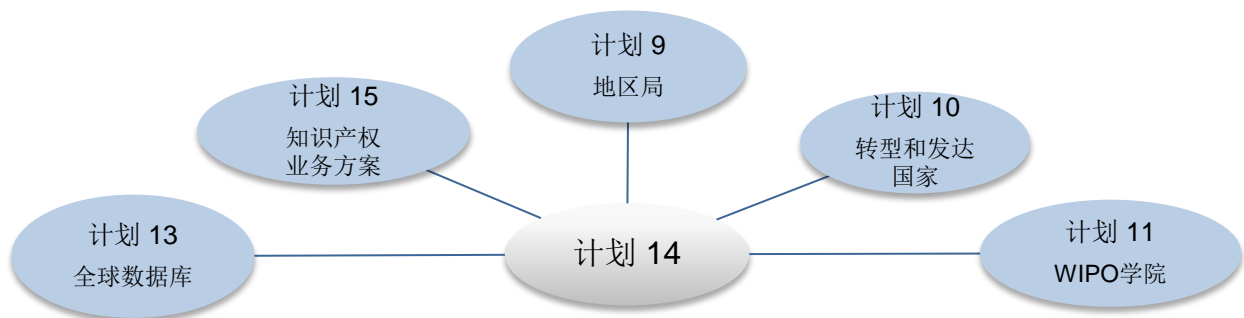 计划 9
地区局
计划 15
知识产权
业务方案
计划 10
转型和发达
国家
计划 13
全球数据库
计划 14
计划 11
WIPO学院